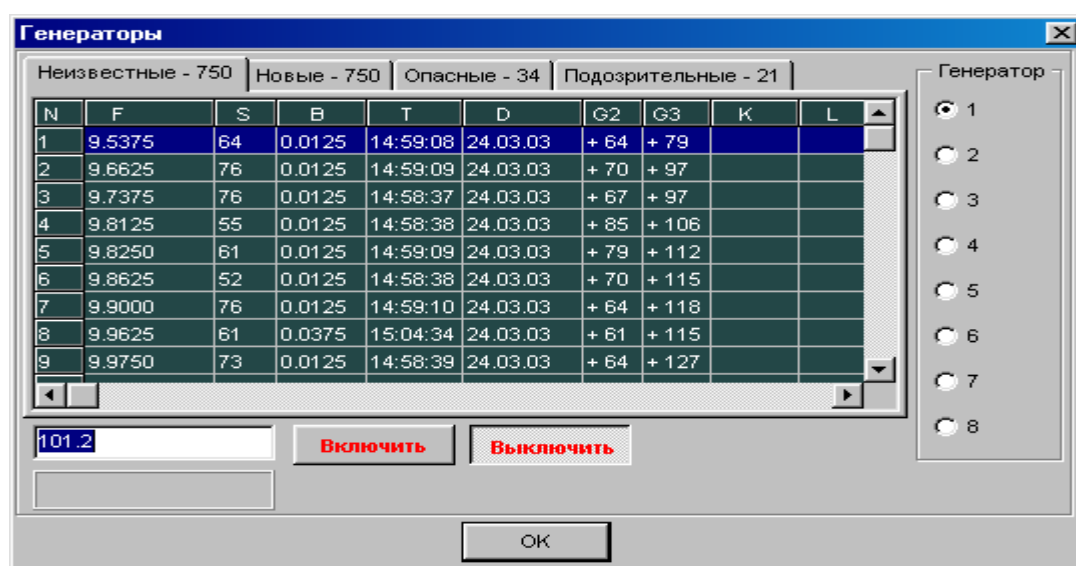 Генераторы
Неизвестные - 750 Новые - 750 Опасные - 34 Подозрительные - 21
N F S B T D G2 G3 K L
1 9.5375 64 0.0125 14:59:08 24.03.03 + 64 + 79
2 9.6625 76 0.0125 14:59:09 24.03.03 + 70 + 97
3 9.7375 76 0.0125 14:58:37 24.03.03 + 67 + 97
4 9.8125 55 0.0125 14:58:38 24.03.03 + 85 + 106
5 9.8250 61 0.0125 14:59:09 24.03.03 + 79 + 112
6 9.8625 52 0.0125 14:58:38 24.03.03 + 70 + 115
7 9.9000 76 0.0125 14:59:10 24.03.03 + 64 + 118
8 9.9625 61 0.0375 15:04:34 24.03.03 + 61 + 115
9 9.9750 73 0.0125 14:58:39 24.03.03 + 64 + 127
101.2 Включить Выключить
Генератор
1
2
3
4
5
6
7
8
OK